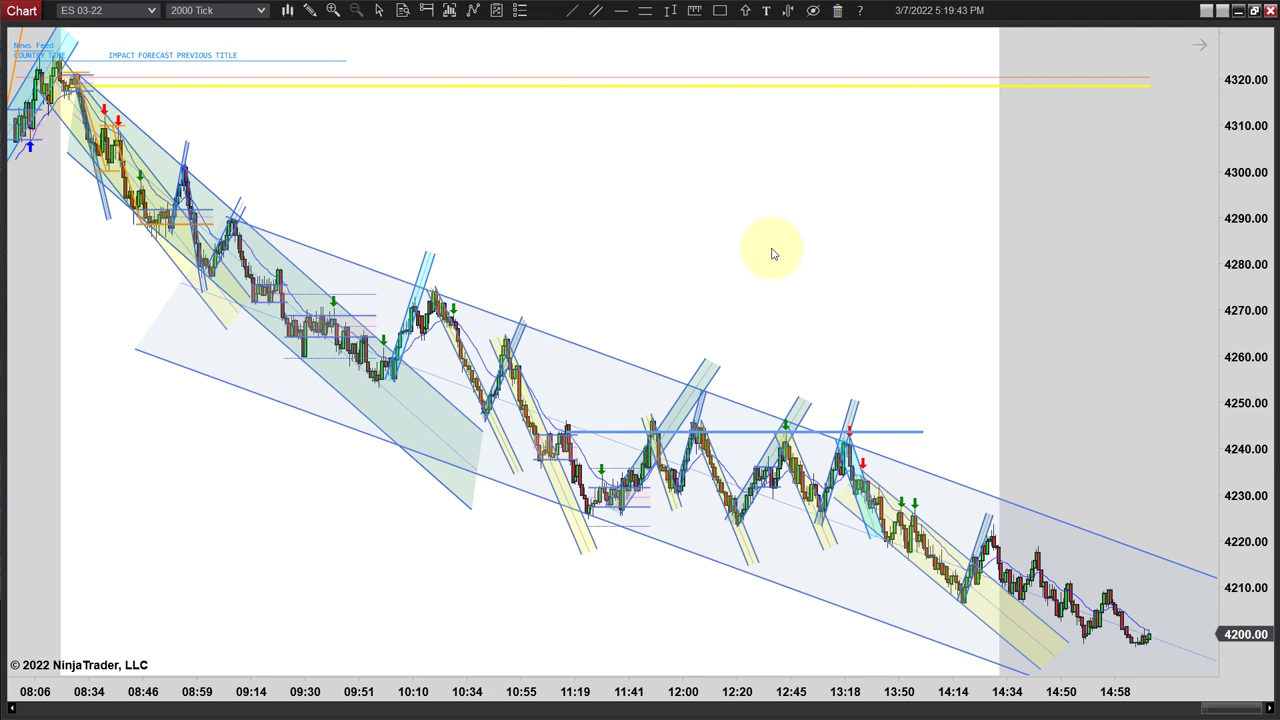 Chart
ES 03-22
2000 Tick
T
?
3/7/2022 5:19:43 PM
News Feed
COUNTRY TIME IMPACT FORECAST PREVIOUS TITLE
4320.00
4310.00
4300.00
4290.00
4280.00
4270.00
4260.00
4250.00
4240.00
4230.00
4220.00
4210.00
4200.00
© 2022 NinjaTrader, LLC
08:06 08:34 08:46 08:59 09:14 09:30 09:51 10:10 10:34 10:55 11:19 11:41 12:00 12:20 12:45 13:18 13:50 14:14 14:34 14:50 14:58